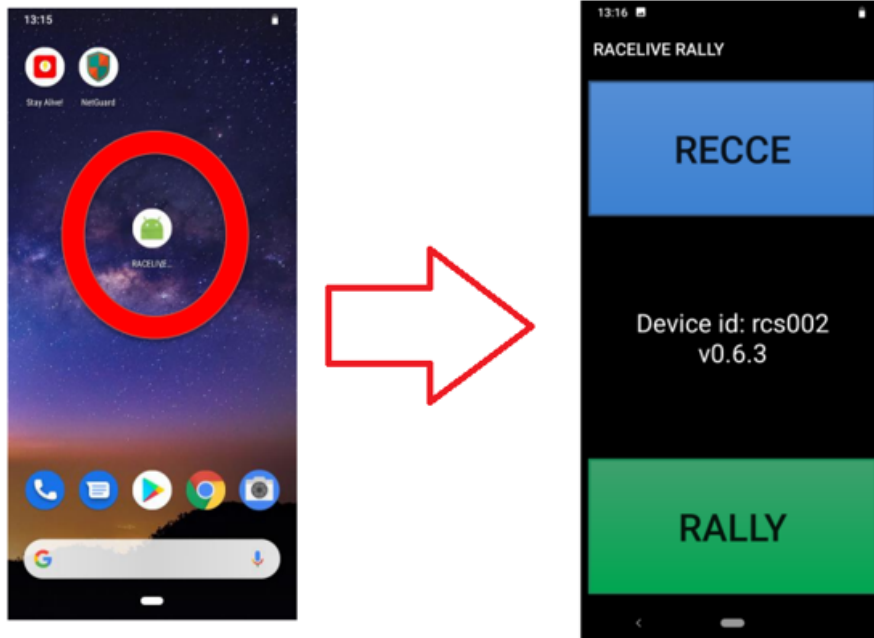 13:15
Stay Alive!
NetGuard
RACELIVE...
13:16
RACELIVE RALLY
RECCE
Device id: rcs002
v0.6.3
RALLY